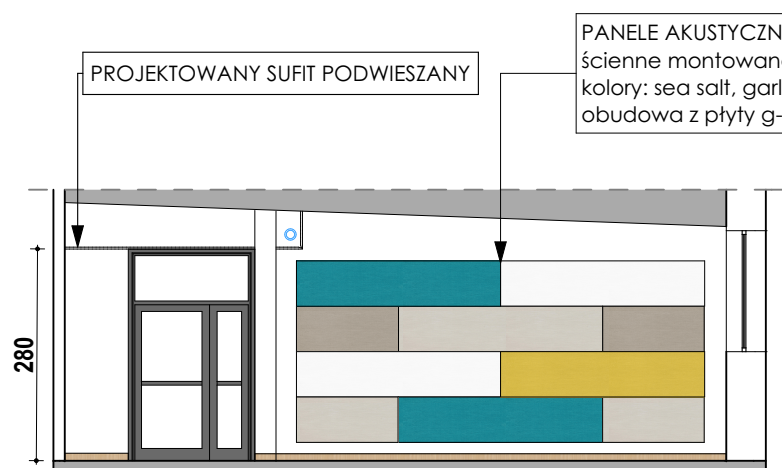 PROJEKTOWANY SUFIT PODWIESZANY
PANELE AKUSTYCZN
ścienne montowan
kolory: sea salt, garl
obudowa z płyty g-
280